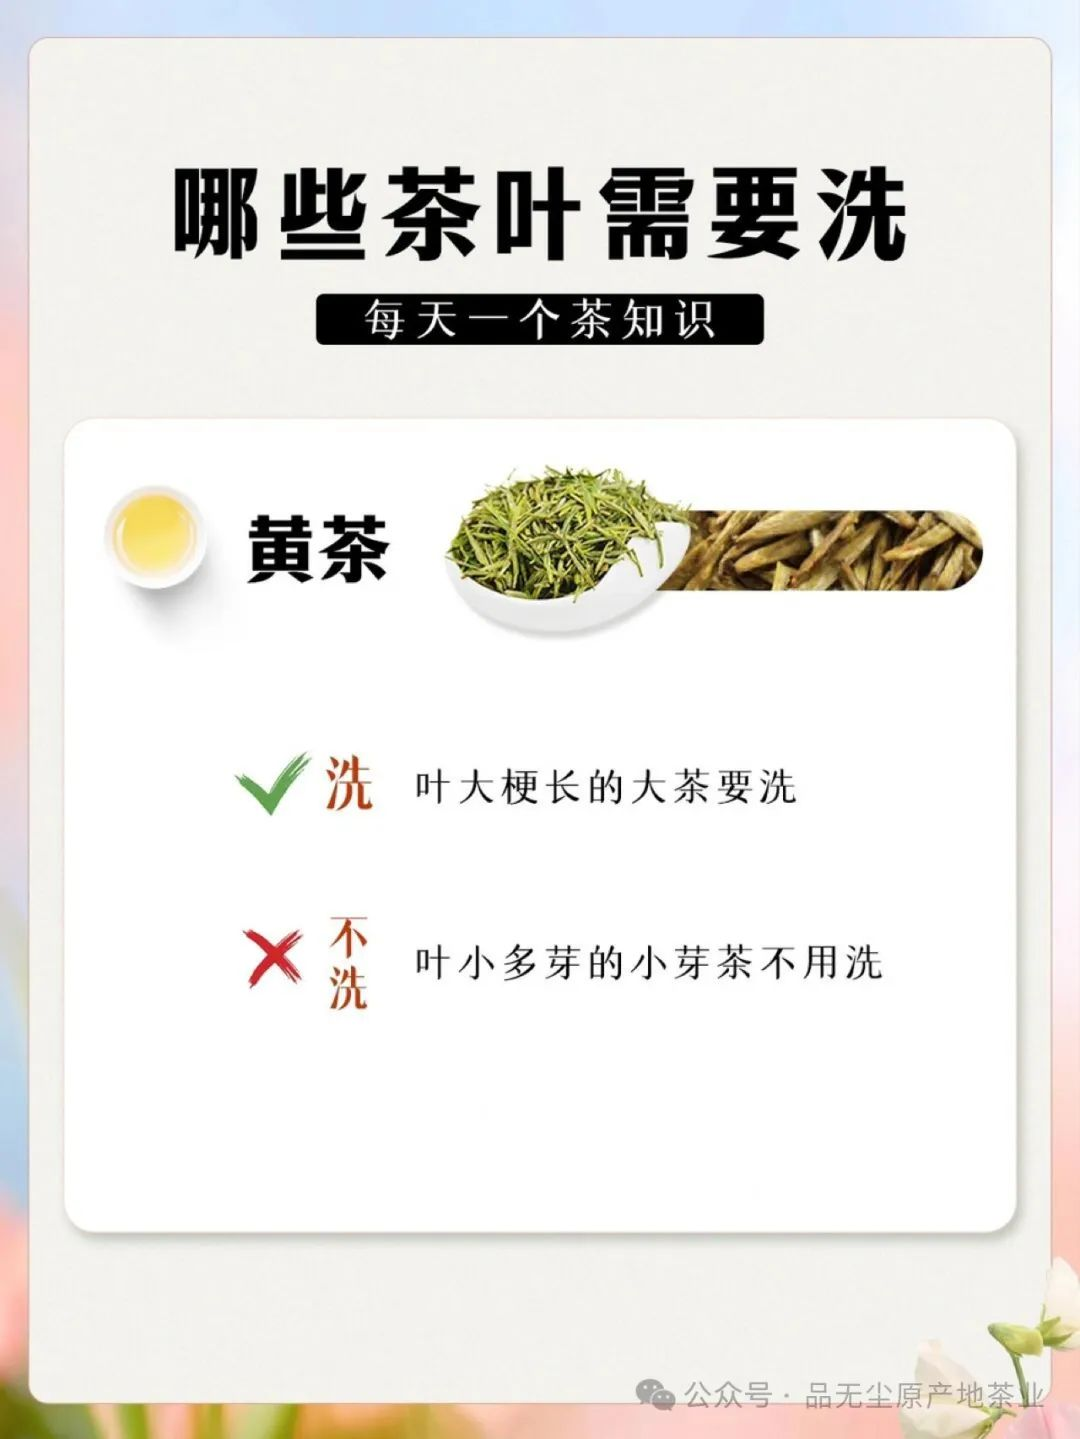 哪些茶叶需要洗
每天一个茶知识
黄茶
洗 叶大梗长的大茶要洗
不洗 叶小多芽的小芽茶不用洗
公众号·品无尘原产地茶业